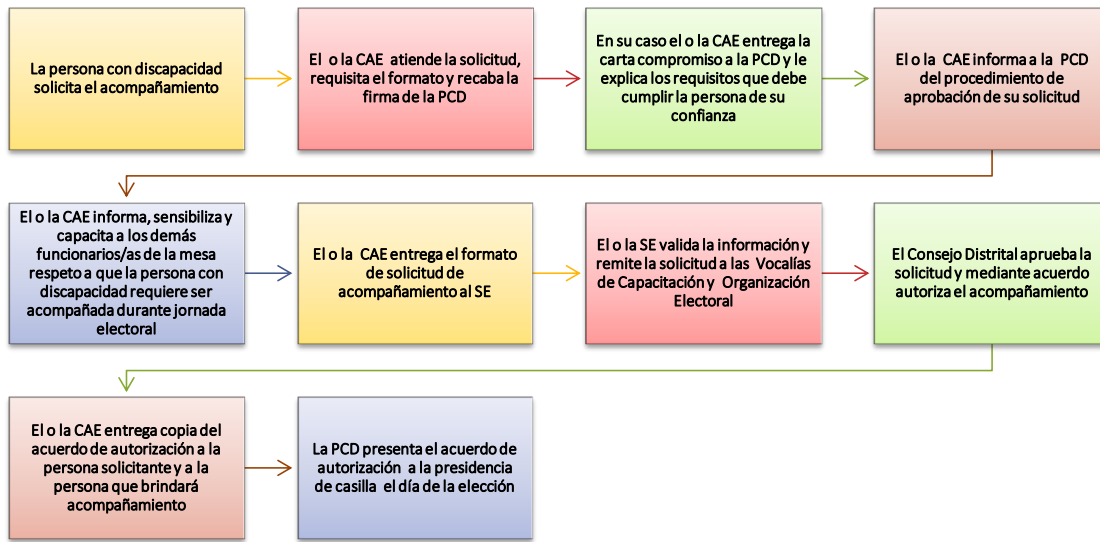 La persona con discapacidad
solicita el acompañamiento
El o la CAE atiende la solicitud,
requisita el formato y recaba la
firma de la PCD
En su caso el o la CAE entrega la
carta compromiso a la PCD y le
explica los requisitos que debe
cumplir la persona de su
confianza
El o la CAE informa a la PCD
del procedimiento de
aprobación de su solicitud
El o la CAE informa, sensibiliza y
capacita a los demás
funcionarios/as de la mesa
respeto a que la persona con
discapacidad requiere ser
acompañada durante jornada
electoral
El o la CAE entrega el formato
de solicitud de
acompañamiento al SE
El o la SE valida la información y
remite la solicitud a las Vocalías
de Capacitación y Organización
Electoral
El Consejo Distrital aprueba la
solicitud y mediante acuerdo
autoriza el acompañamiento
El o la CAE entrega copia del
acuerdo de autorización a la
persona solicitante y a la
persona que brindará
acompañamiento
La PCD presenta el acuerdo de
autorización a la presidencia
de casilla el día de la elección